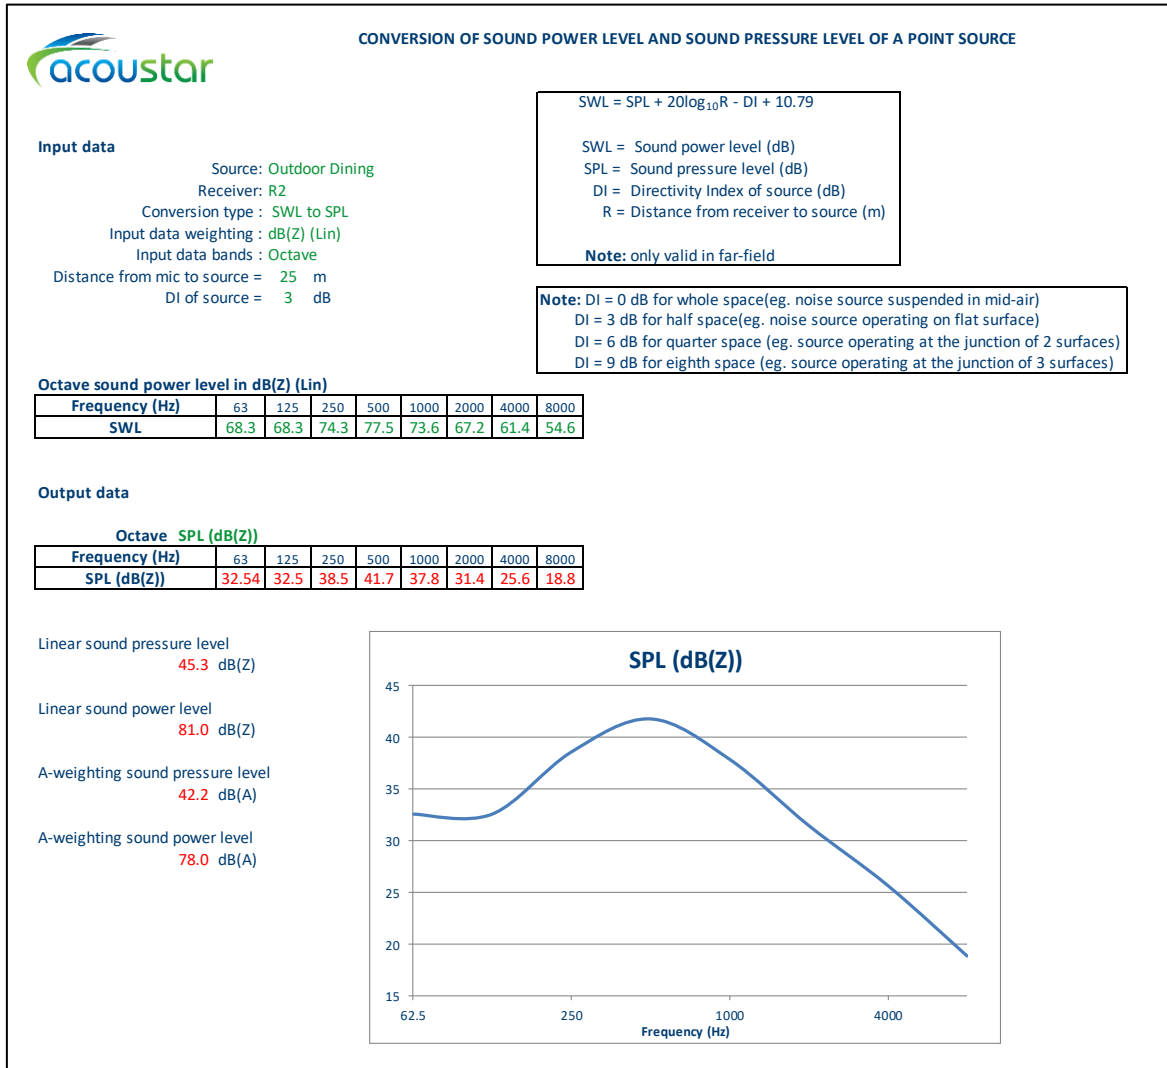 acoustar
CONVERSION OF SOUND POWER LEVEL AND SOUND PRESSURE LEVEL OF A POINT SOURCE
SWL = SPL + 20log₁₀R - DI + 10.79
SWL = Sound power level (dB)
SPL = Sound pressure level (dB)
DI = Directivity Index of source (dB)
R = Distance from receiver to source (m)
Note: only valid in far-field
Input data
Source: Outdoor Dining
Receiver: R2
Conversion type : SWL to SPL
Input data weighting : dB(Z) (Lin)
Input data bands : Octave
Distance from mic to source = 25 m
DI of source = 3 dB
Note: DI = 0 dB for whole space(eg. noise source suspended in mid-air)
DI = 3 dB for half space(eg. noise source operating on flat surface)
DI = 6 dB for quarter space (eg. source operating at the junction of 2 surfaces)
DI = 9 dB for eighth space (eg. source operating at the junction of 3 surfaces)
Octave sound power level in dB(Z) (Lin)
Frequency (Hz) 63 125 250 500 1000 2000 4000 8000
SWL 68.3 68.3 74.3 77.5 73.6 67.2 61.4 54.6
Output data
Octave SPL (dB(Z))
Frequency (Hz) 63 125 250 500 1000 2000 4000 8000
SPL (dB(Z)) 32.54 32.5 38.5 41.7 37.8 31.4 25.6 18.8
Linear sound pressure level
45.3 dB(Z)
Linear sound power level
81.0 dB(Z)
A-weighting sound pressure level
42.2 dB(A)
A-weighting sound power level
78.0 dB(A)
SPL (dB(Z))
45
40
35
30
25
20
15
62.5 250 1000 4000
Frequency (Hz)